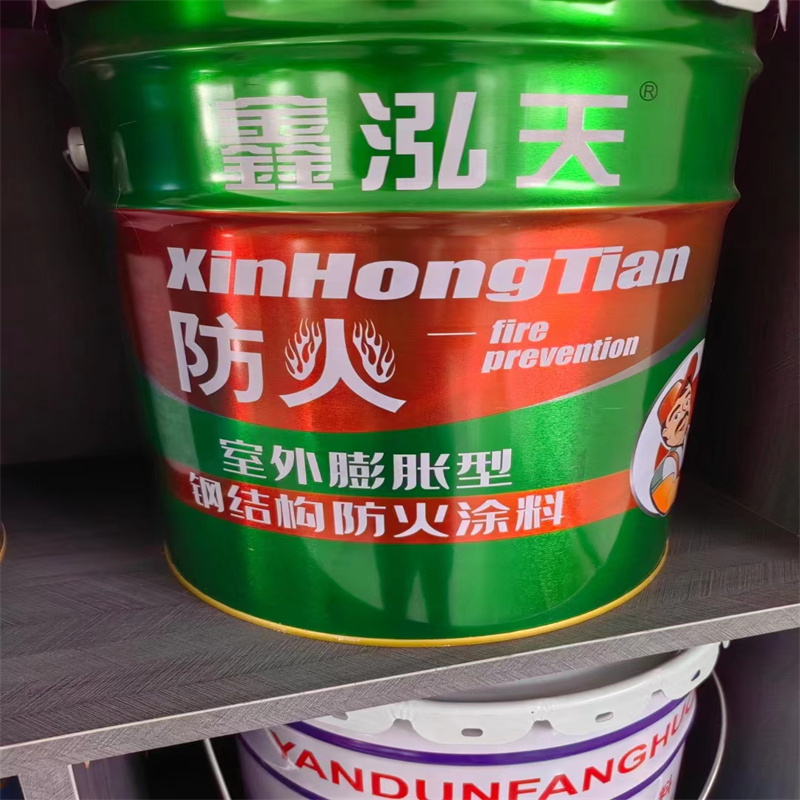 鑫泓天®
XinHongTian
防火 — fire
prevention
室外膨胀型
钢结构防火涂料
YANDUNFANGHUO